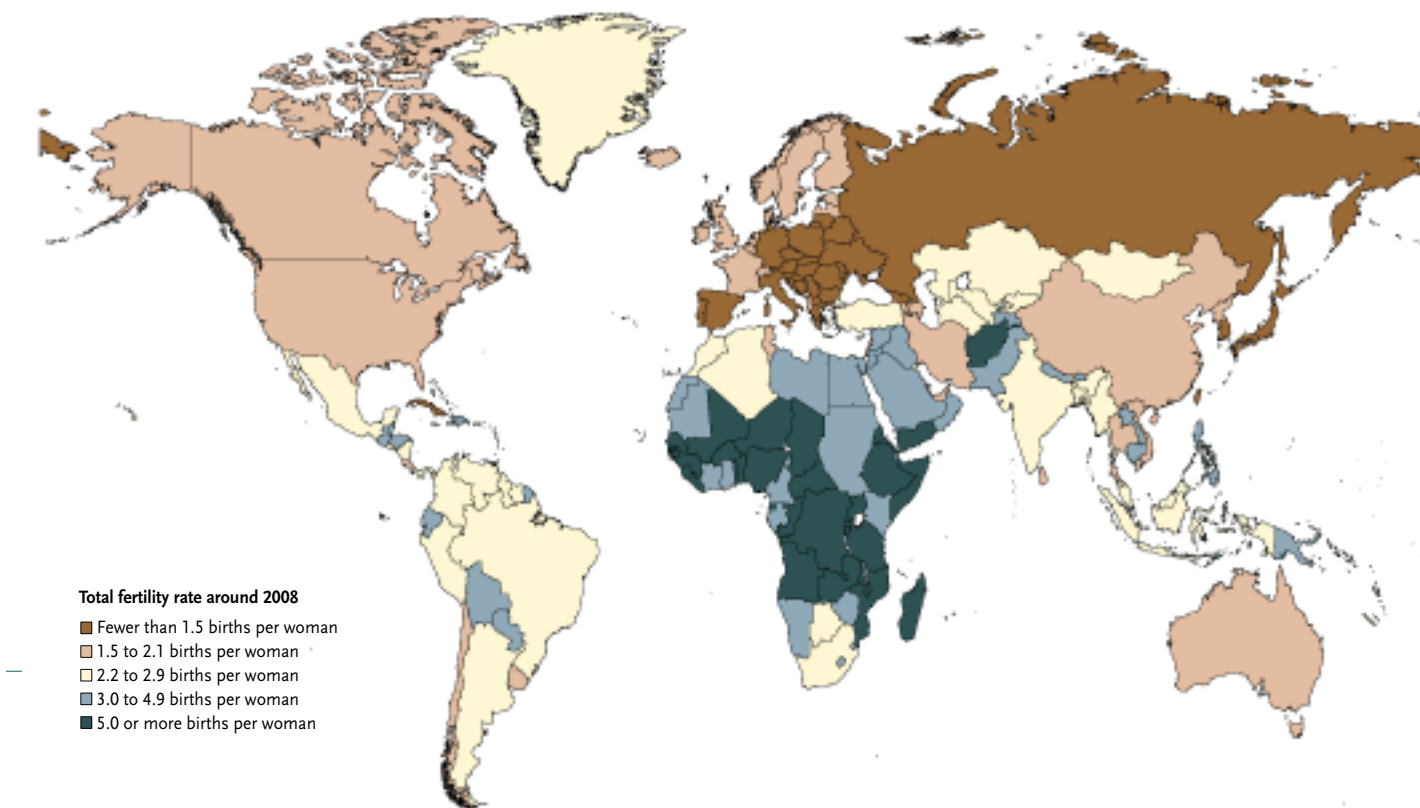 Total fertility rate around 2008
Fewer than 1.5 births per woman
1.5 to 2.1 births per woman
2.2 to 2.9 births per woman
3.0 to 4.9 births per woman
5.0 or more births per woman